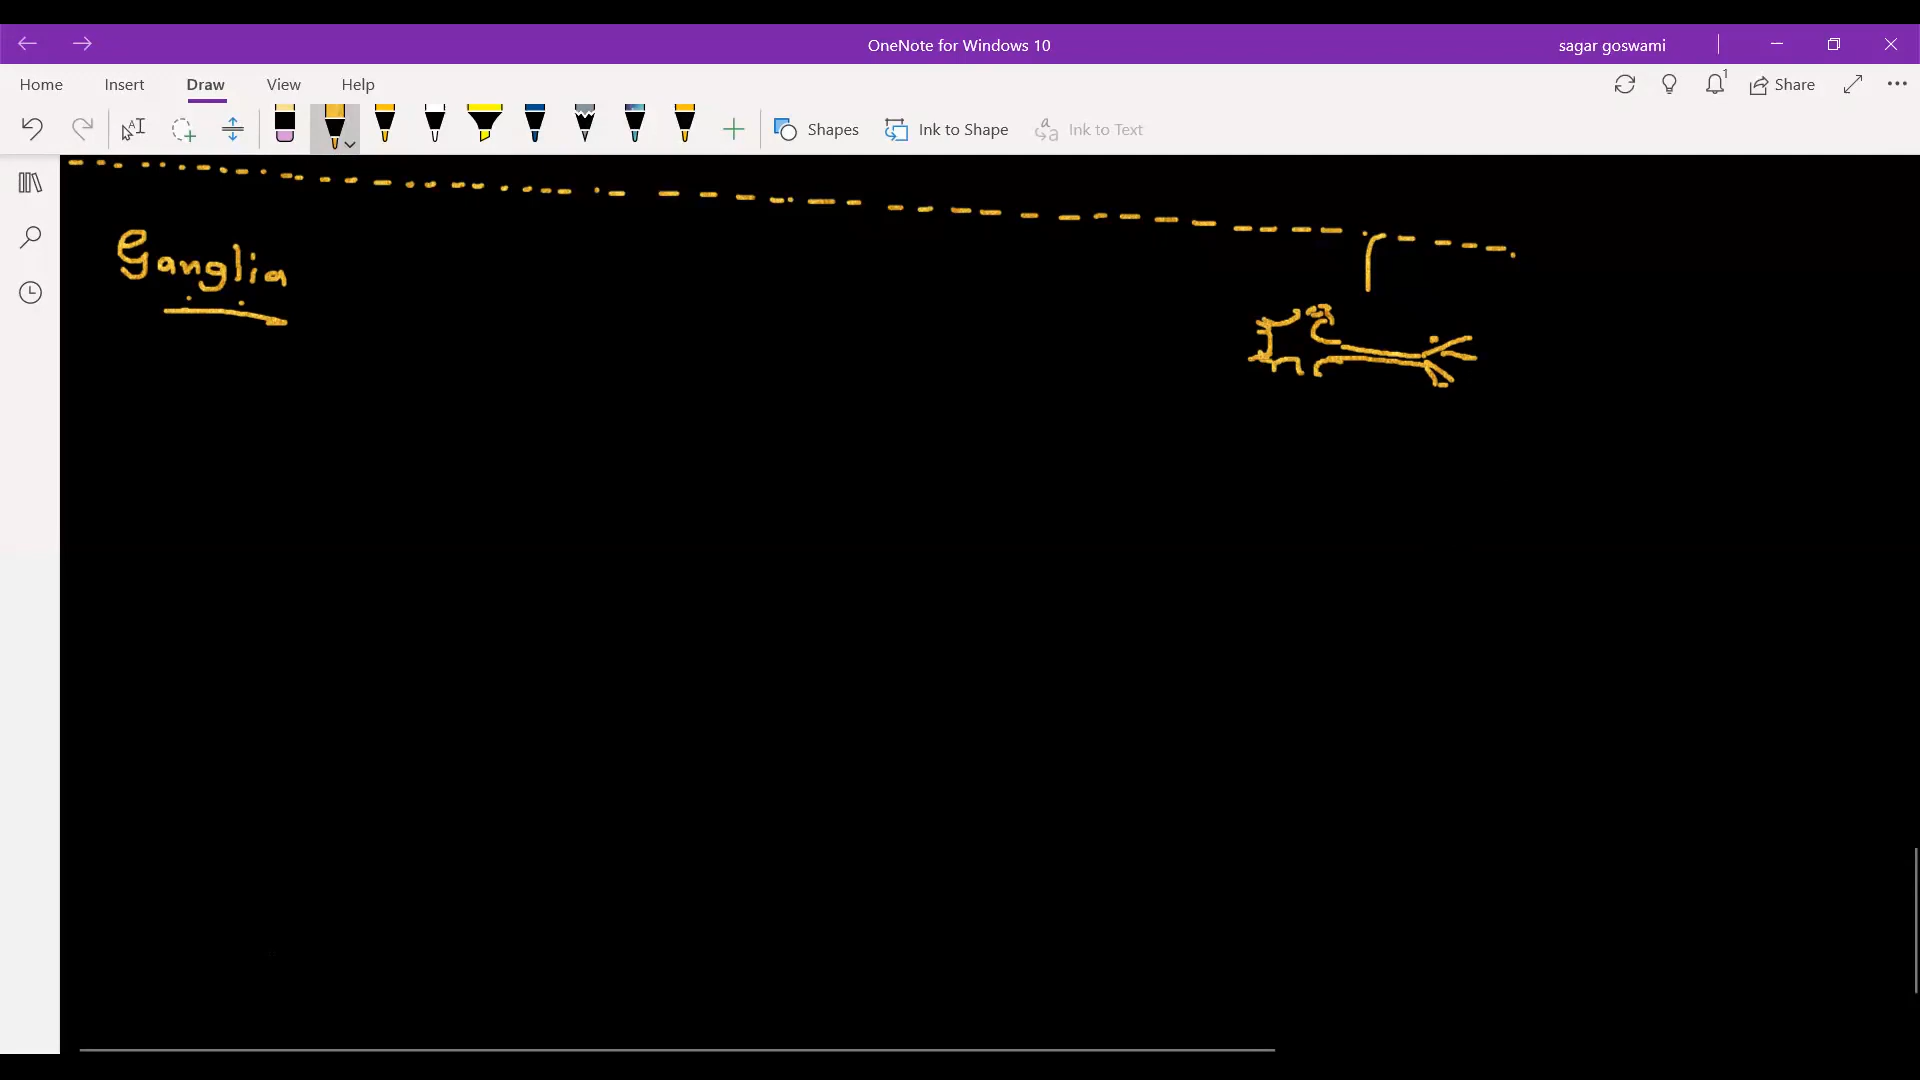 OneNote for Windows 10
sagar goswami
Home Insert Draw View Help
1
Share
Shapes Ink to Shape Ink to Text
Ganglia